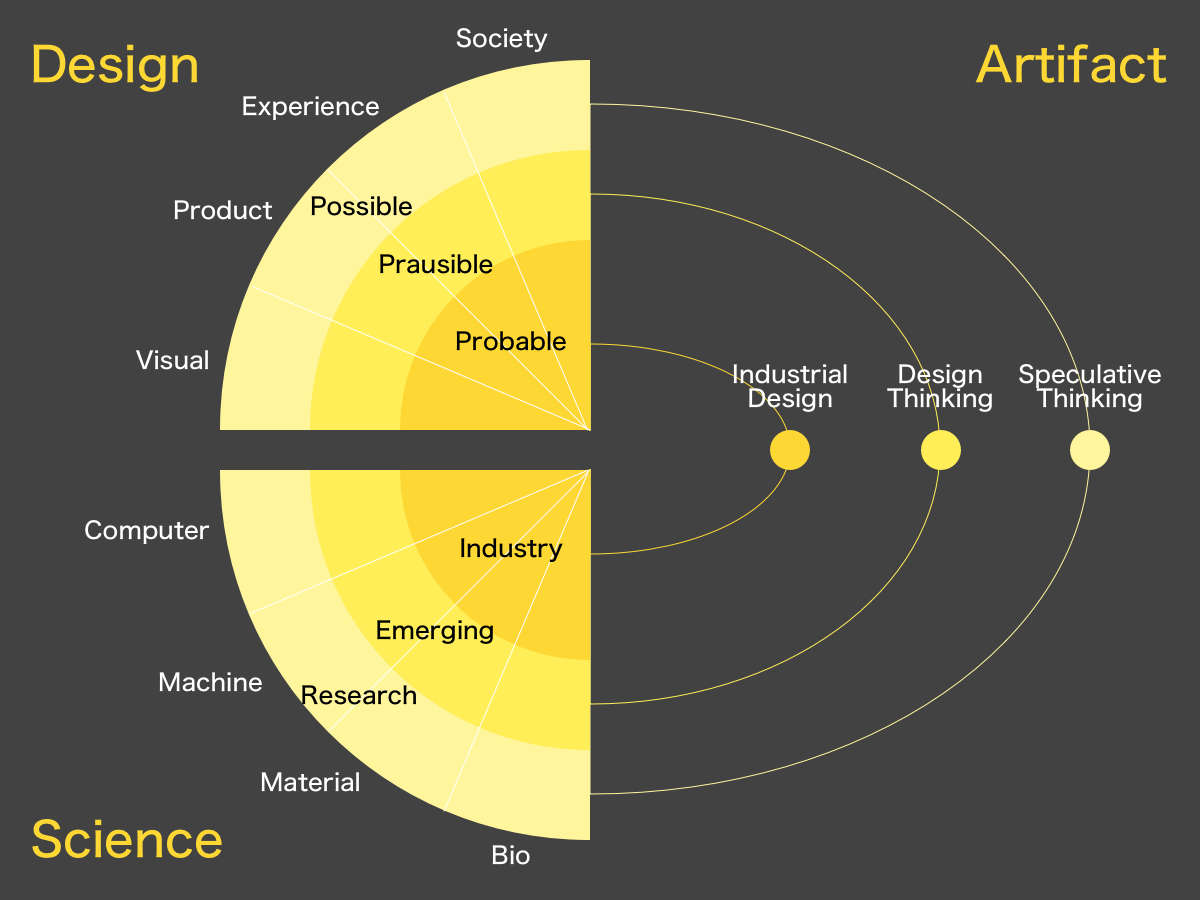 Design
Artifact
Society
Experience
Product
Visual
Possible
Prausible
Probable
Industrial
Design
Design
Thinking
Speculative
Thinking
Computer
Machine
Material
Bio
Industry
Emerging
Research
Science